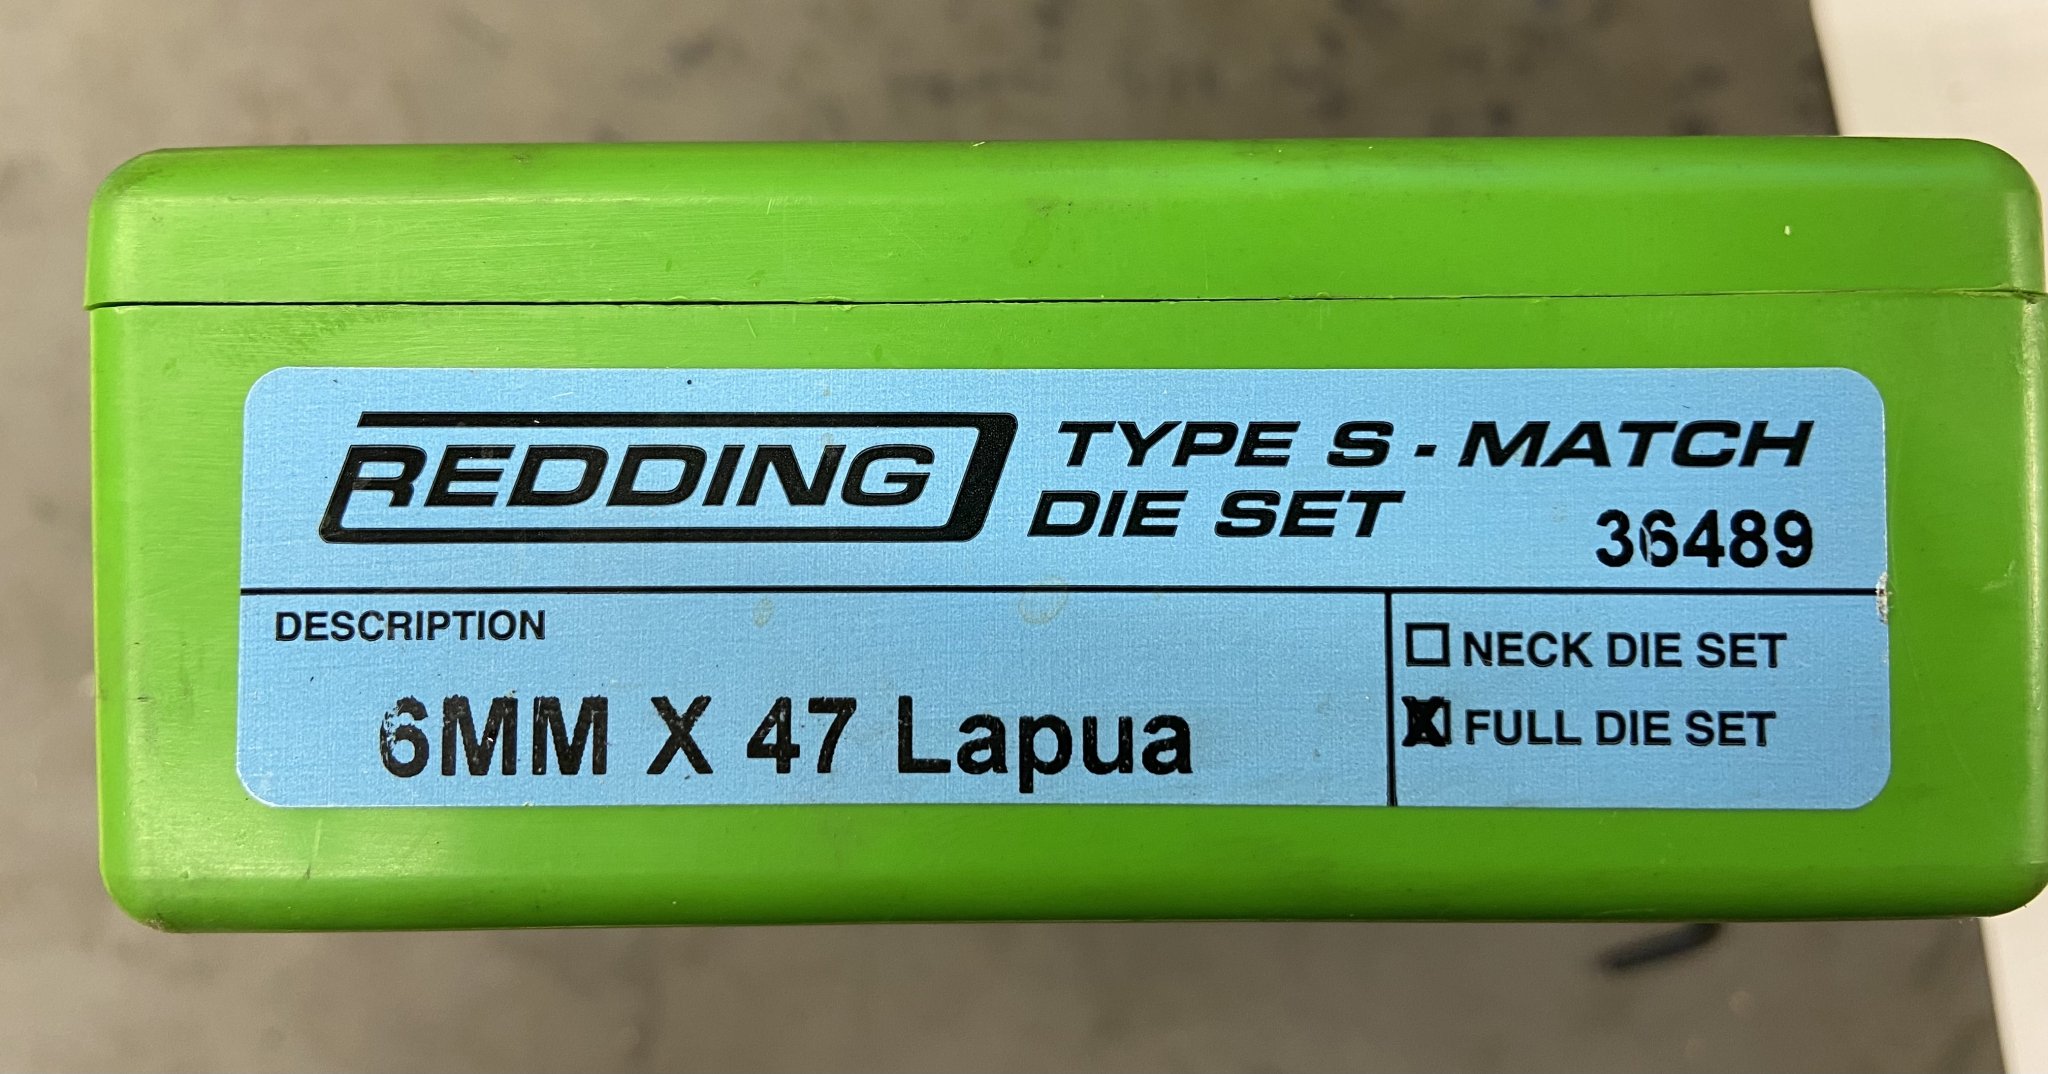 REDDING
TYPE S - MATCH
DIE SET
36489
DESCRIPTION
6MM X 47 Lapua
NECK DIE SET
X FULL DIE SET